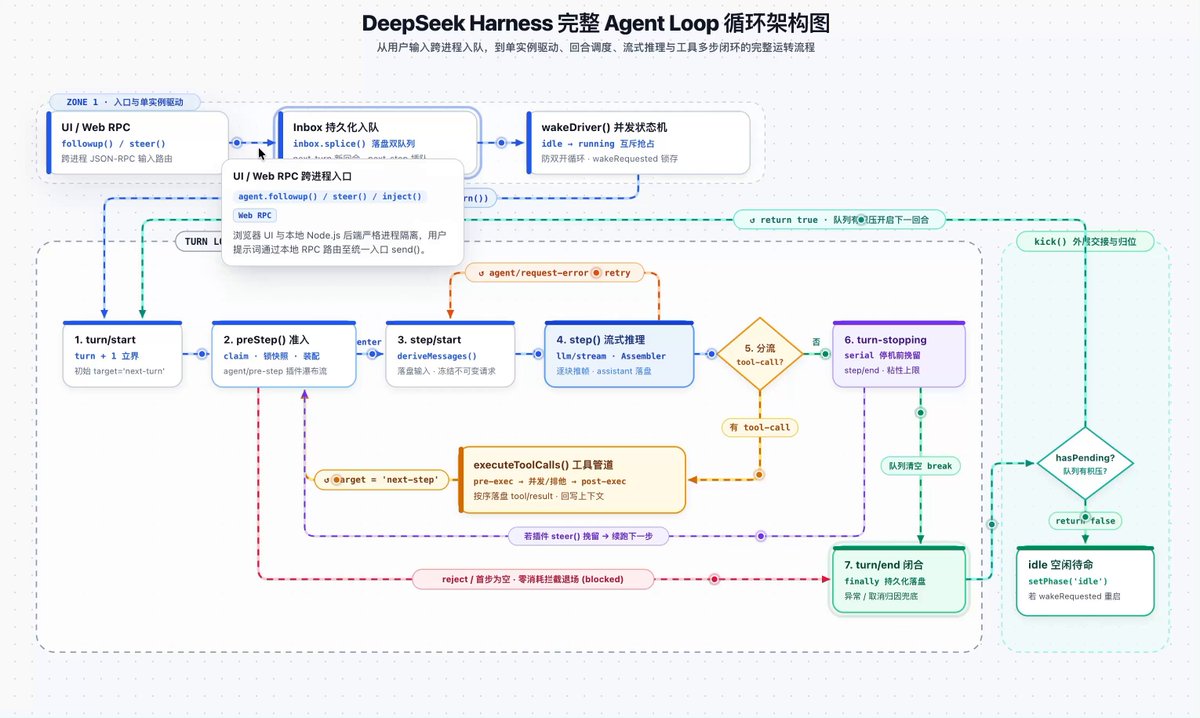 DeepSeek Harness 完整 Agent Loop 循环架构图
从用户输入跨进程入队，到单实例驱动、回合调度、流式推理与工具多步闭环的完整运转流程
ZONE 1 · 入口与单实例驱动
UI / Web RPC
followup() / steer()
跨进程 JSON-RPC 输入路由
Inbox 持久化入队
inbox.splice() 落盘双队列
wakeDriver() 并发状态机
idle → running 互斥抢占
防双开循环 · wakeRequested 锁存
UI / Web RPC 跨进程入口
agent.followup() / steer() / inject()
Web RPC
浏览器 UI 与本地 Node.js 后端严格进程隔离，用户
提示词通过本地 RPC 路由至统一入口 send()。
rn())
↺ return true · 队列有积压开启下一回合
TURN LO
kick() 外层交接与归位
↺ agent/request-error retry
1. turn/start
turn + 1 立界
初始 target='next-turn'
2. preStep() 准入
claim · 锁快照 · 装配
agent/pre-step 插件瀑布流
enter
3. step/start
deriveMessages()
落盘输入 · 冻结不可变请求
4. step() 流式推理
llm/stream · Assembler
逐块推帧 · assistant 落盘
5. 分流
tool-call?
否
6. turn-stopping
serial 停机前挽留
step/end · 粘性上限
有 tool-call
executeToolCalls() 工具管道
pre-exec → 并发/排他 → post-exec
按序落盘 tool/result · 回写上下文
↺ target = 'next-step'
队列清空 break
hasPending?
队列有积压?
return false
若插件 steer() 挽留 → 续跑下一步
reject / 首步为空 · 零消耗拦截退场 (blocked)
7. turn/end 闭合
finally 持久化落盘
异常 / 取消归因兜底
idle 空闲待命
setPhase('idle')
若 wakeRequested 重启